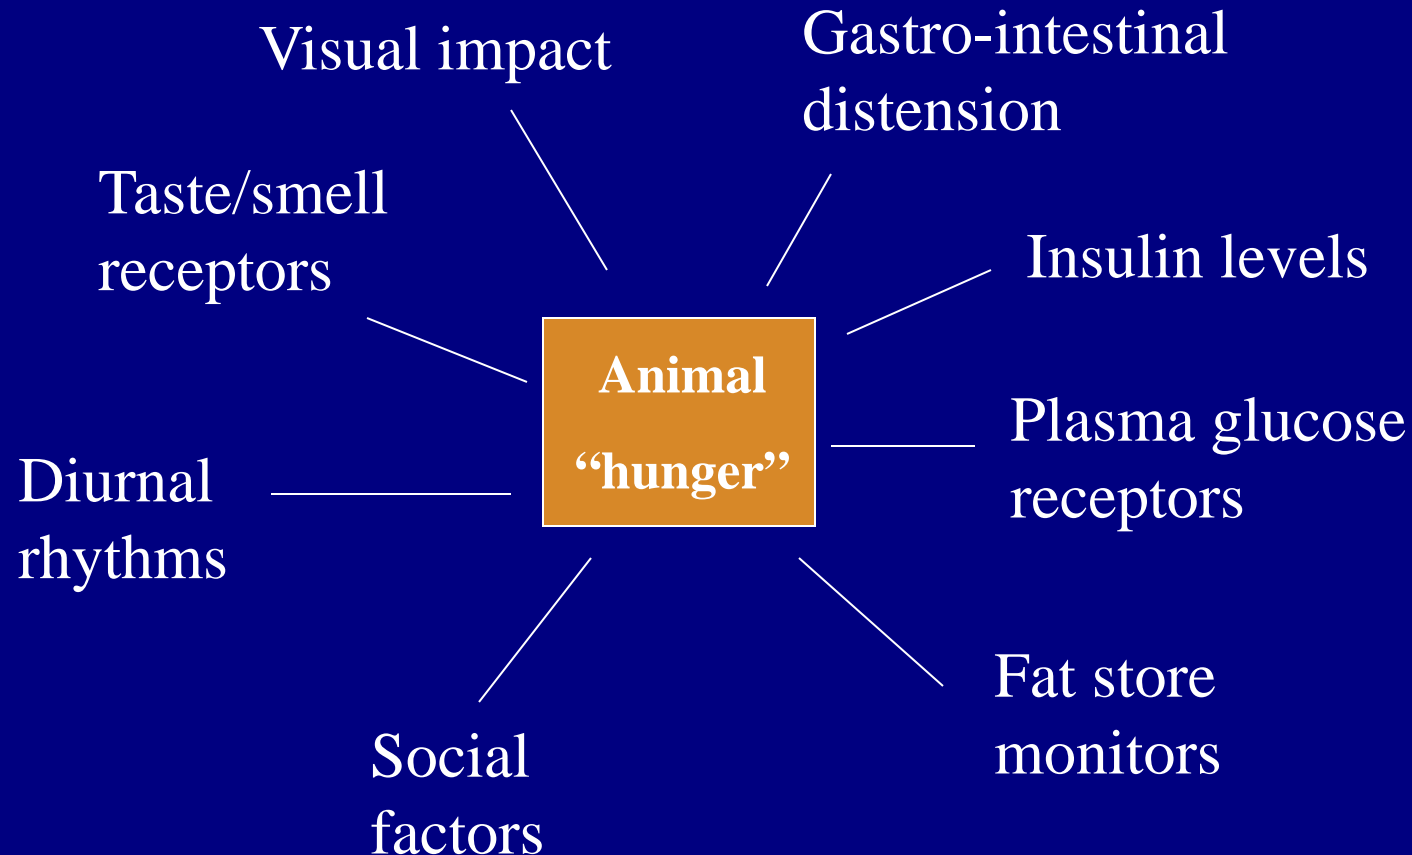 Visual impact
Gastro-intestinal
distension
Taste/smell
receptors
Insulin levels
Animal
“hunger”
Plasma glucose
receptors
Diurnal
rhythms
Fat store
monitors
Social
factors